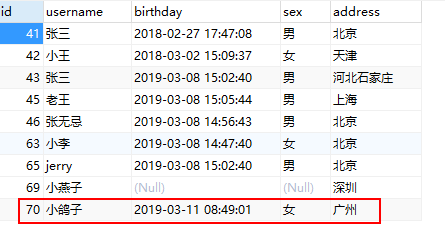 id username birthday sex address
41 张三 2018-02-27 17:47:08 男 北京
42 小王 2018-03-02 15:09:37 女 天津
43 张三 2019-03-08 15:02:40 男 河北石家庄
45 老王 2019-03-08 15:05:44 男 上海
46 张无忌 2019-03-08 14:56:43 男 北京
63 小李 2019-03-08 14:47:40 女 北京
65 jerry 2019-03-08 15:02:40 男 北京
69 小燕子 (Null) (Null) 深圳
70 小鸽子 2019-03-11 08:49:01 女 广州